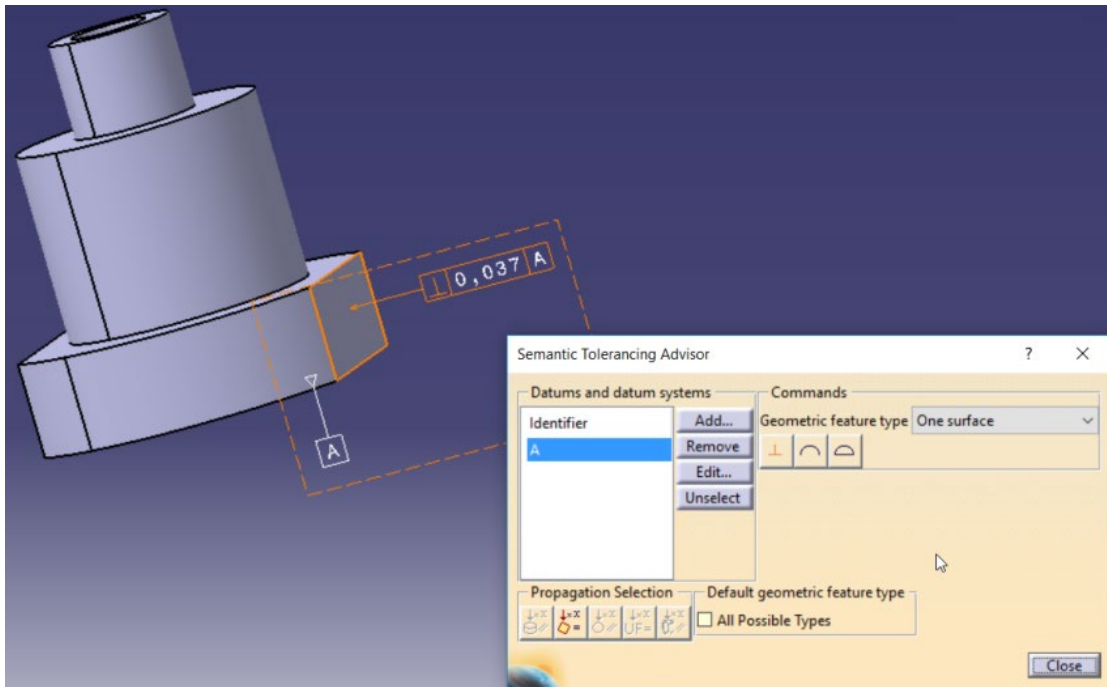 ⊥ 0,037 A
A
Semantic Tolerancing Advisor ? ×
Datums and datum systems
Identifier
A
Add...
Remove
Edit...
Unselect
Commands
Geometric feature type One surface
Propagation Selection
UF=
Default geometric feature type
All Possible Types
Close